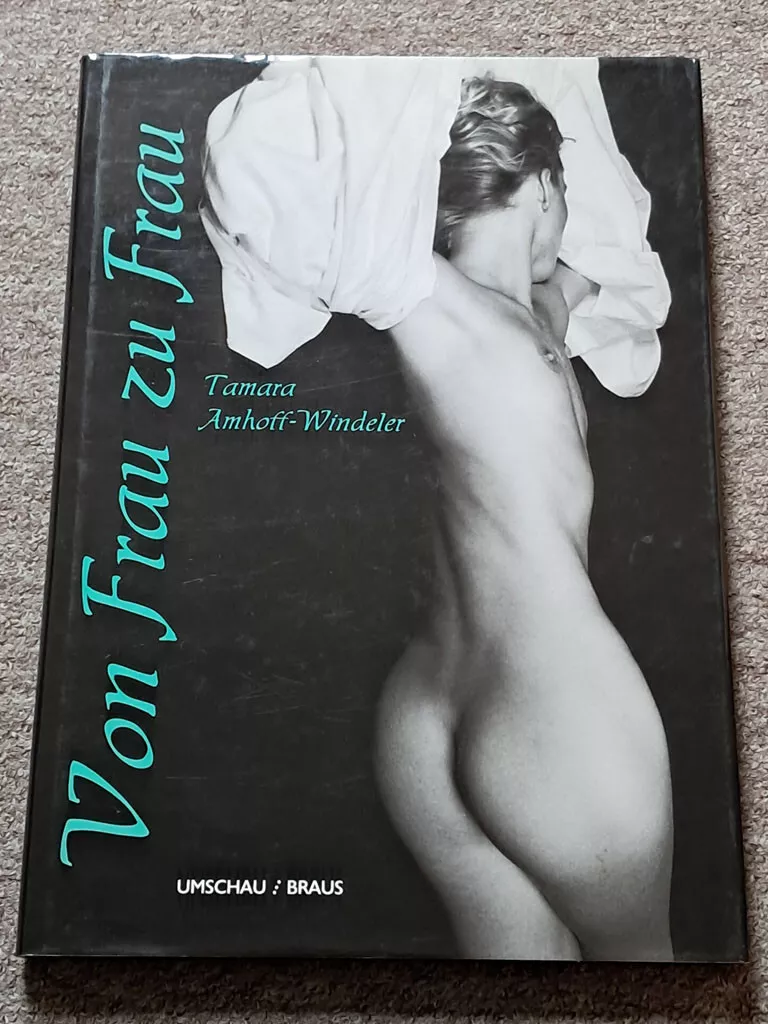 Von Frau zu Frau
Tamara
Amhoff-Windeler
UMSCHAU : BRAUS